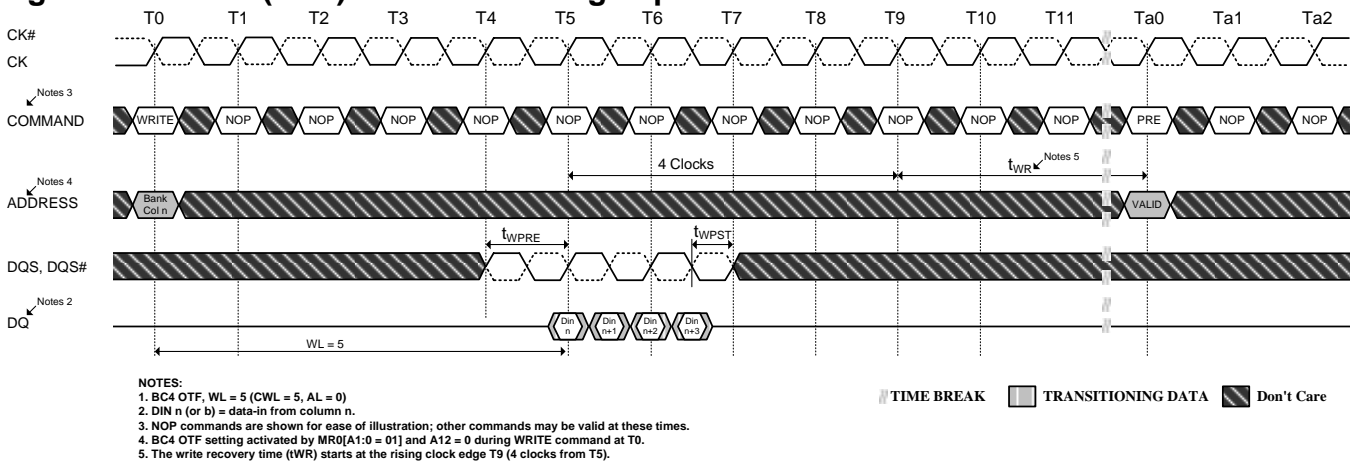 T0 T1 T2 T3 T4 T5 T6 T7 T8 T9 T10 T11 Ta0 Ta1 Ta2
CK#
CK
Notes 3
COMMAND
WRITE NOP NOP NOP NOP NOP NOP NOP NOP NOP NOP NOP PRE NOP NOP
4 Clocks
tWR
Notes 5
Notes 4
ADDRESS
Bank
Col n
VALID
tWPRE
tWPST
DQS, DQS#
Notes 2
DQ
Din
n
Din
n+1
Din
n+2
Din
n+3
WL = 5
NOTES:
1. BC4 OTF, WL = 5 (CWL = 5, AL = 0)
2. DIN n (or b) = data-in from column n.
3. NOP commands are shown for ease of illustration; other commands may be valid at these times.
4. BC4 OTF setting activated by MR0[A1:0 = 01] and A12 = 0 during WRITE command at T0.
5. The write recovery time (tWR) starts at the rising clock edge T9 (4 clocks from T5).
TIME BREAK
TRANSITIONING DATA
Don't Care